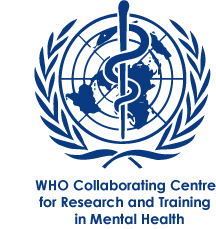 WHO Collaborating Centre
for Research and Training
in Mental Health